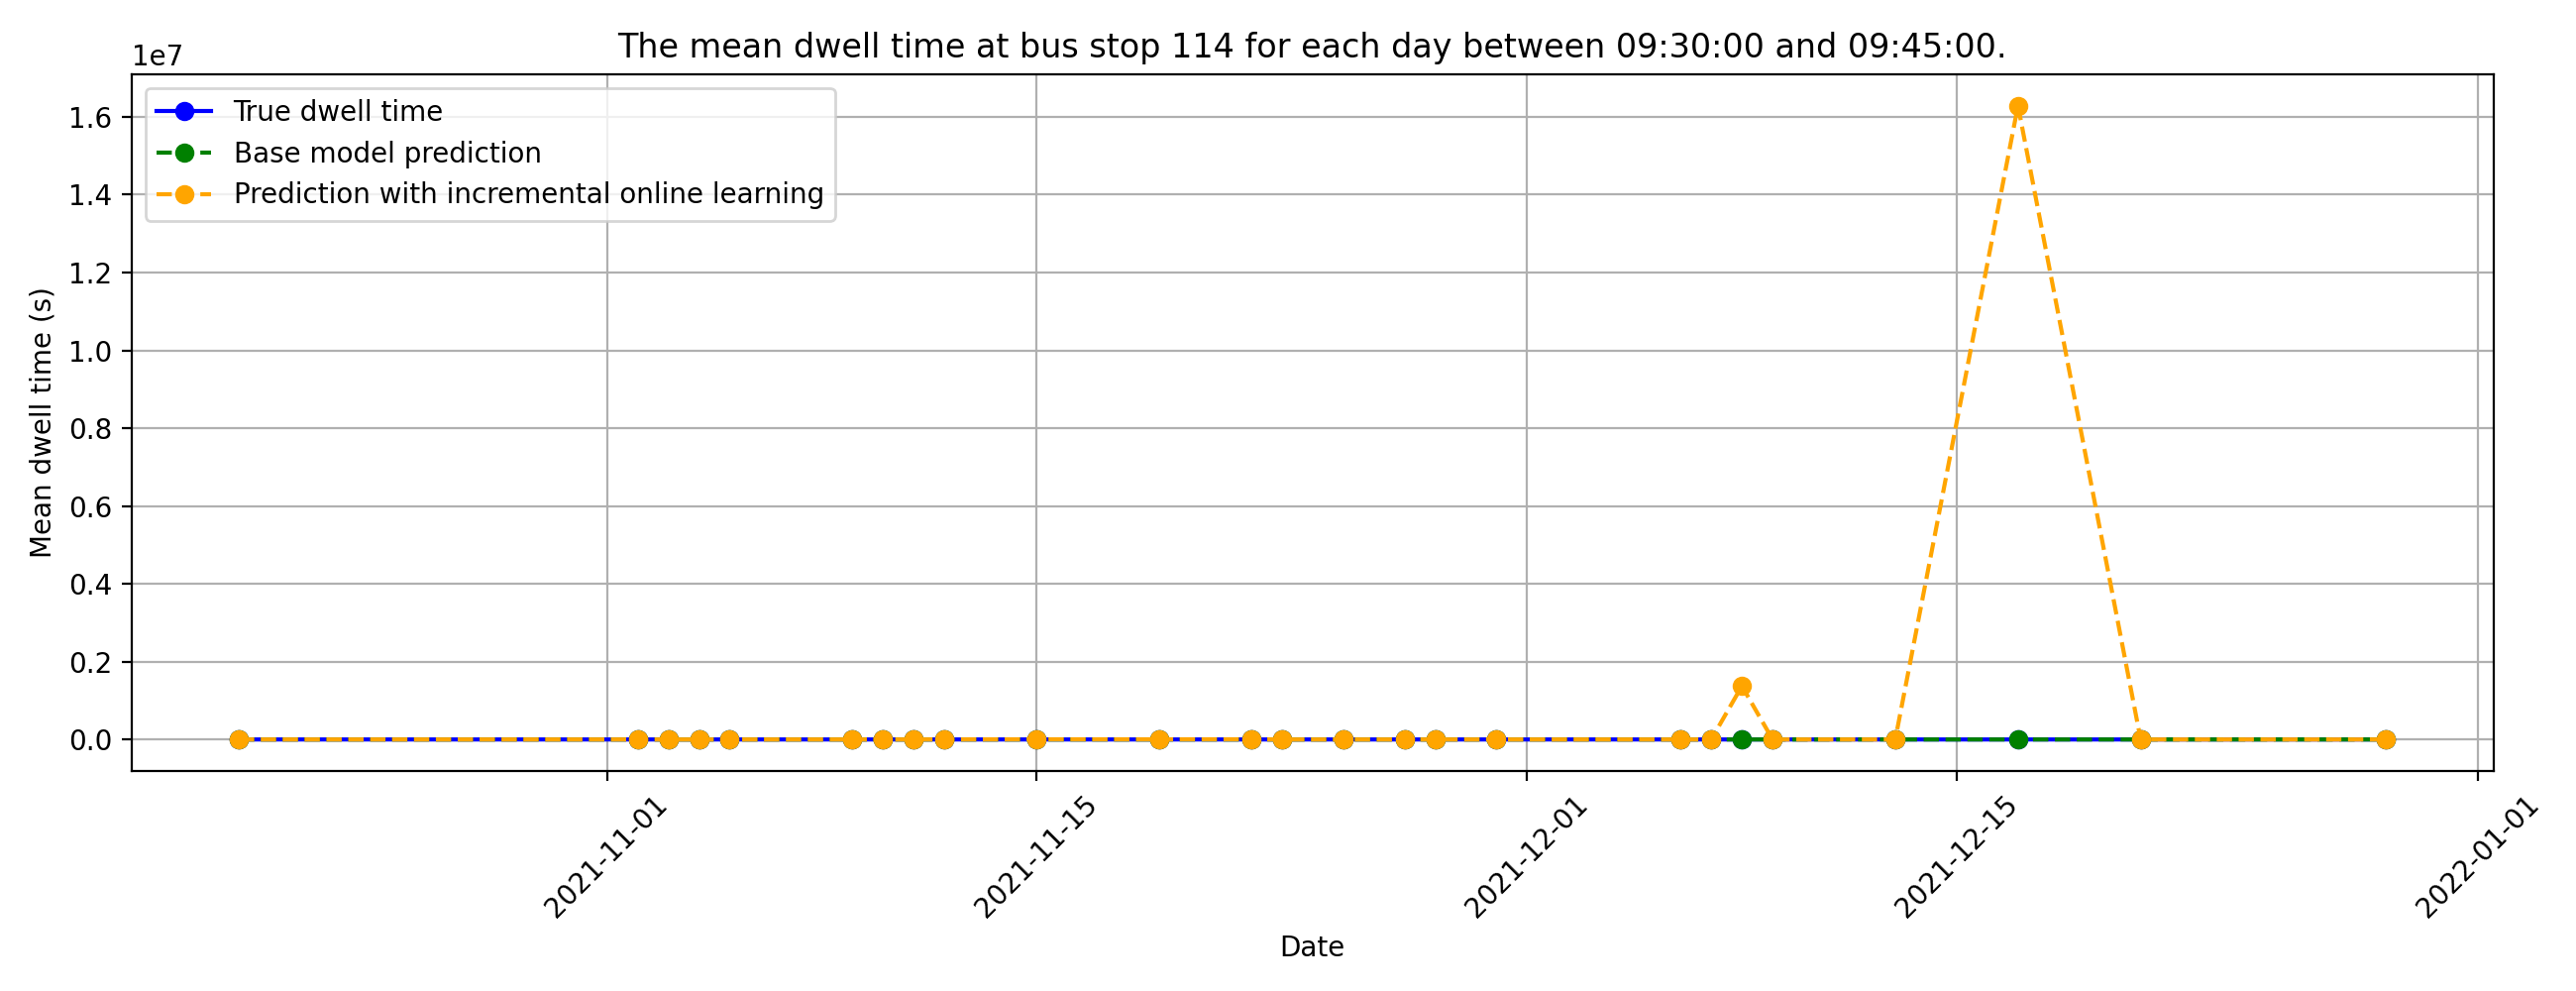 The mean dwell time at bus stop 114 for each day between 09:30:00 and 09:45:00.
1e7
True dwell time
Base model prediction
Prediction with incremental online learning
1.6
1.4
1.2
1.0
0.8
0.6
0.4
0.2
0.0
Mean dwell time (s)
2021-11-01
2021-11-15
2021-12-01
2021-12-15
2022-01-01
Date